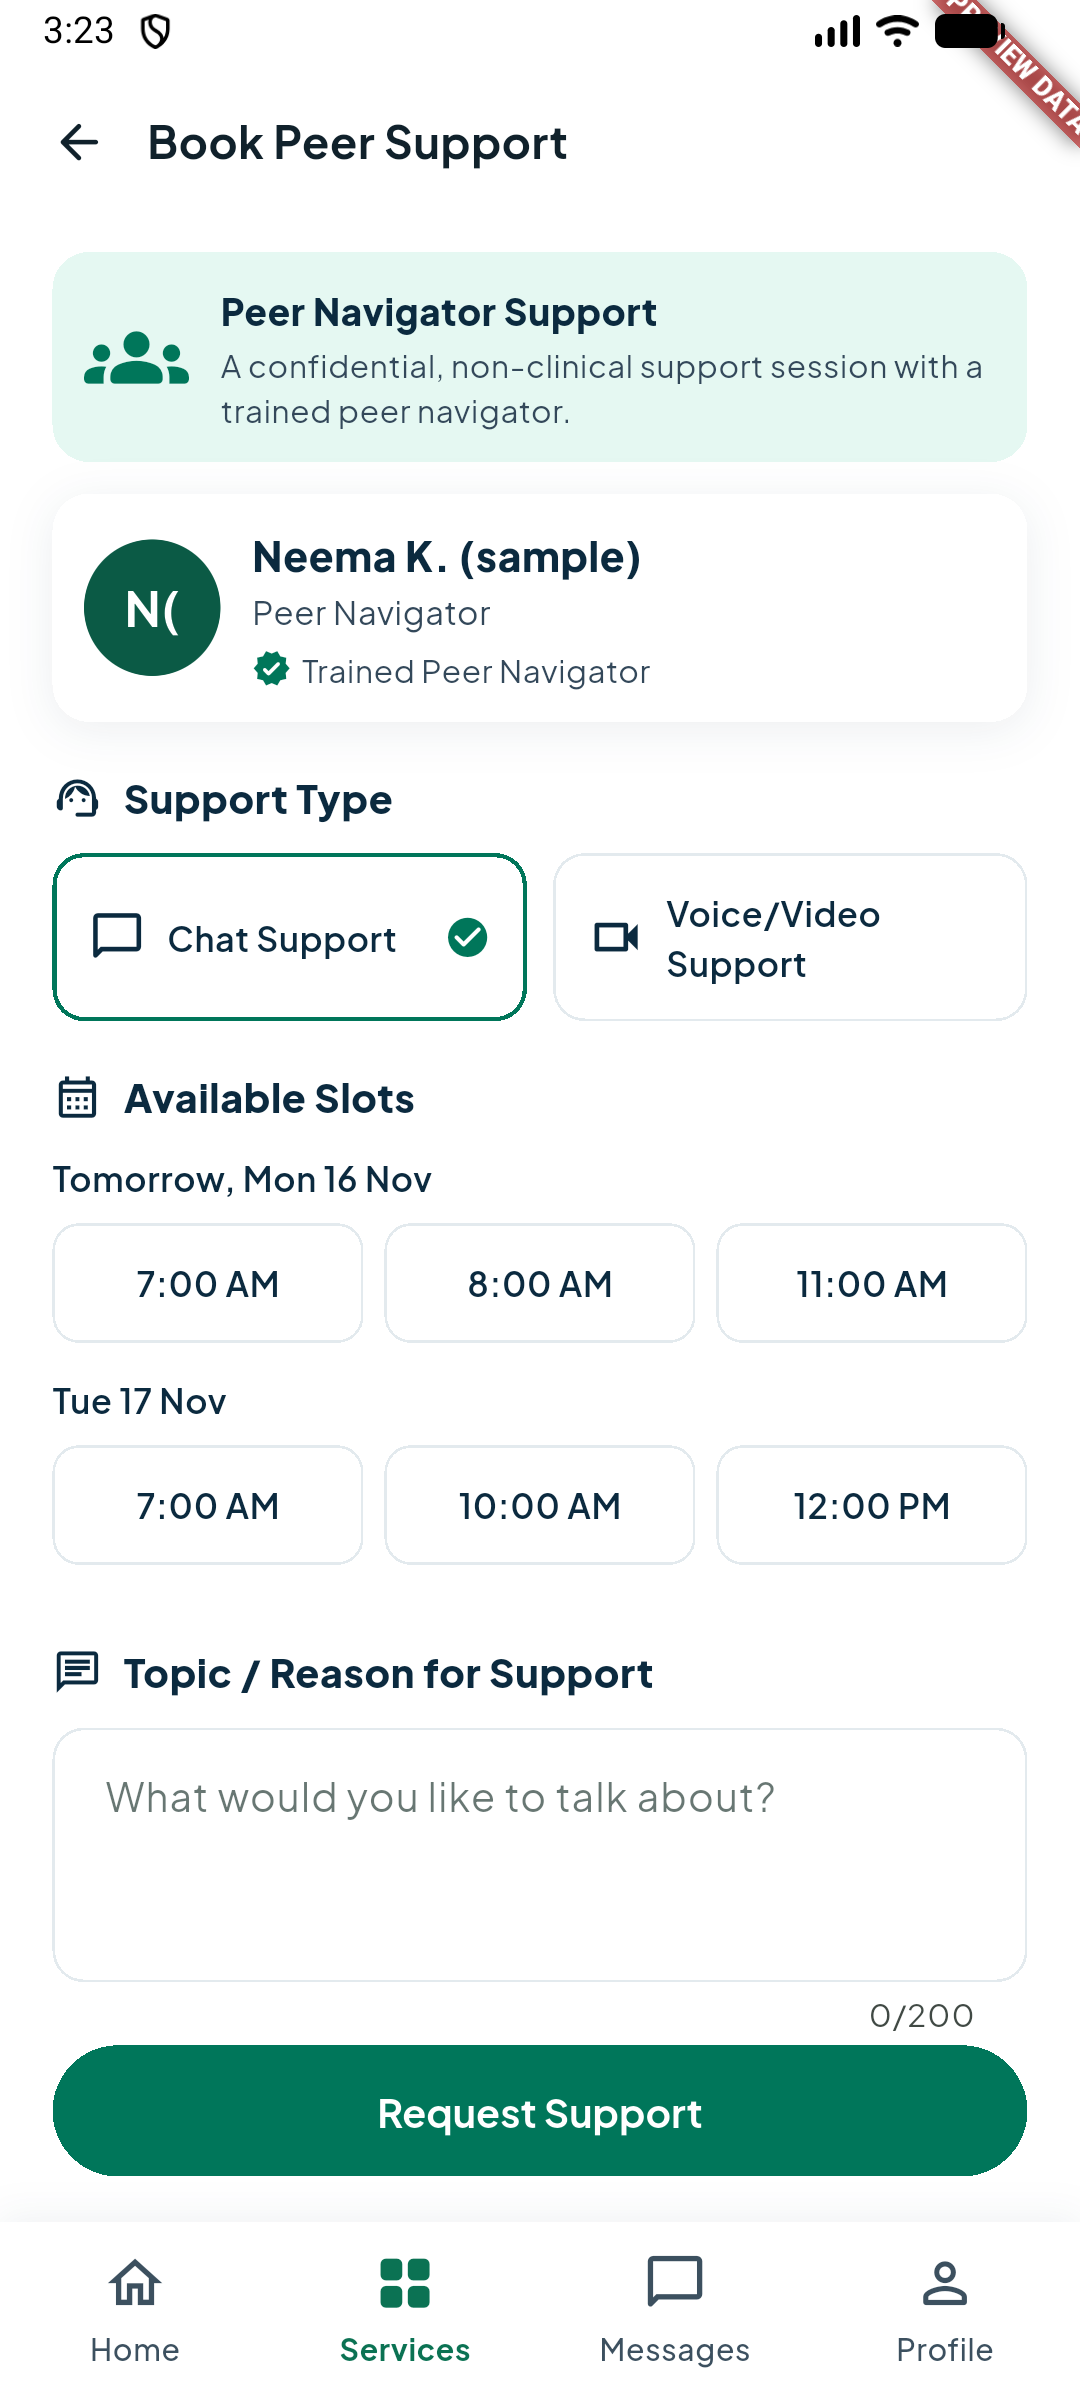 3:23
PREVIEW DATA
Book Peer Support
Peer Navigator Support
A confidential, non-clinical support session with a
trained peer navigator.
N(
Neema K. (sample)
Peer Navigator
Trained Peer Navigator
Support Type
Chat Support
Voice/Video
Support
Available Slots
Tomorrow, Mon 16 Nov
7:00 AM
8:00 AM
11:00 AM
Tue 17 Nov
7:00 AM
10:00 AM
12:00 PM
Topic / Reason for Support
What would you like to talk about?
0/200
Request Support
Home
Services
Messages
Profile